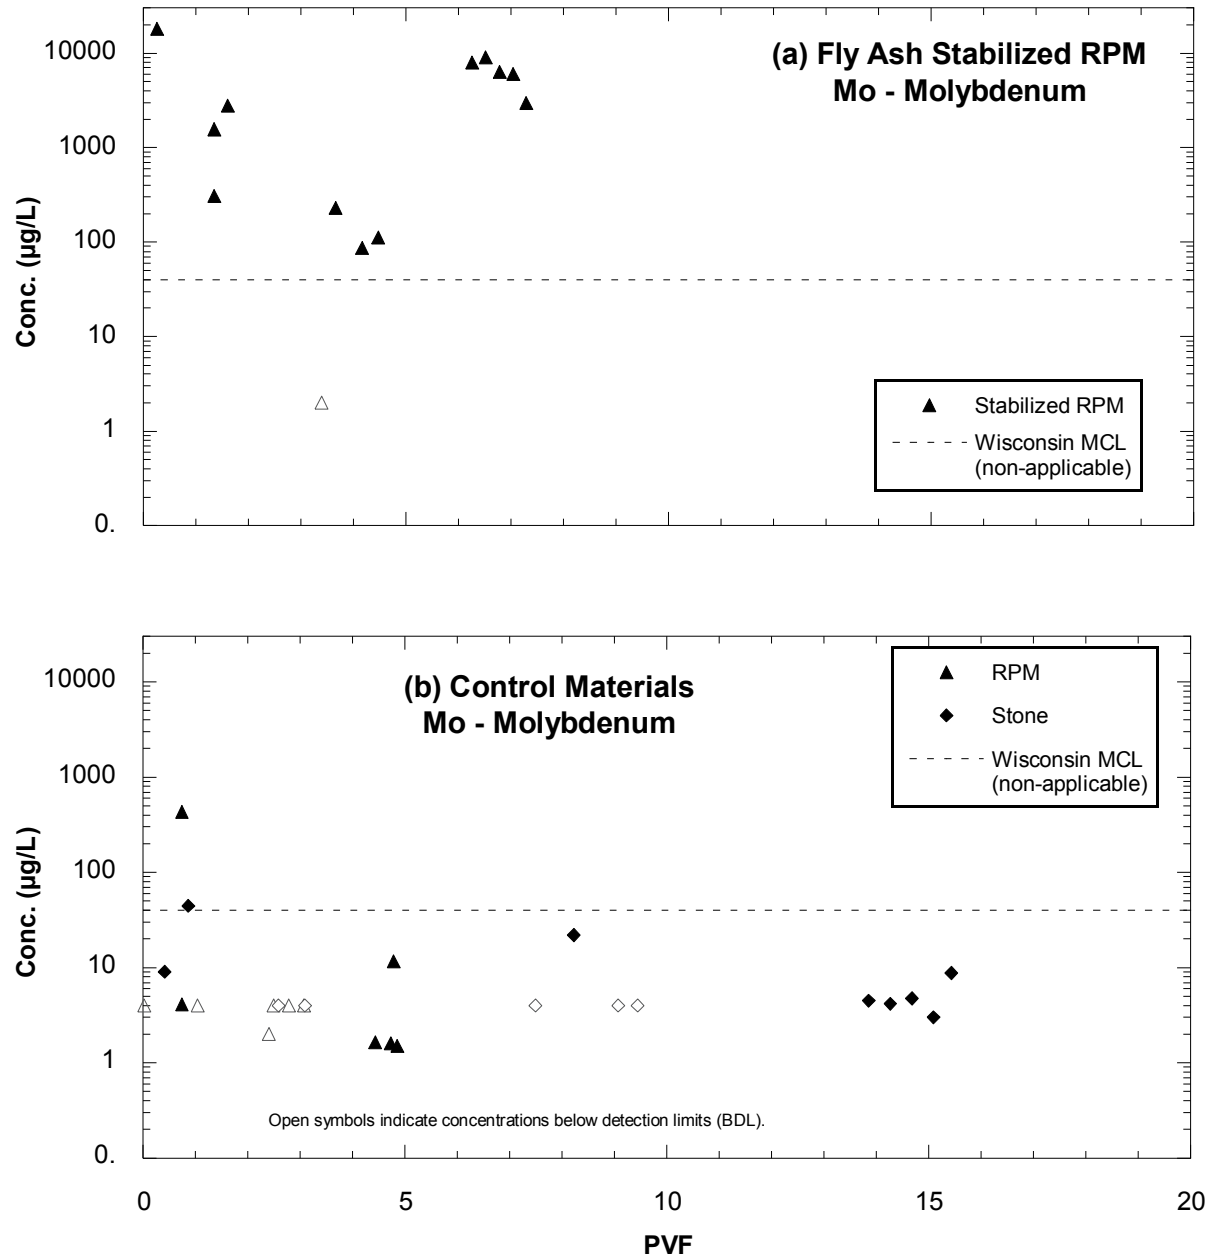 (a) Fly Ash Stabilized RPM
Mo - Molybdenum
Conc. (µg/L)
10000
1000
100
10
1
0.
Stabilized RPM
Wisconsin MCL
(non-applicable)
(b) Control Materials
Mo - Molybdenum
Conc. (µg/L)
10000
1000
100
10
1
0.
RPM
Stone
Wisconsin MCL
(non-applicable)
Open symbols indicate concentrations below detection limits (BDL).
0 5 10 15 20
PVF